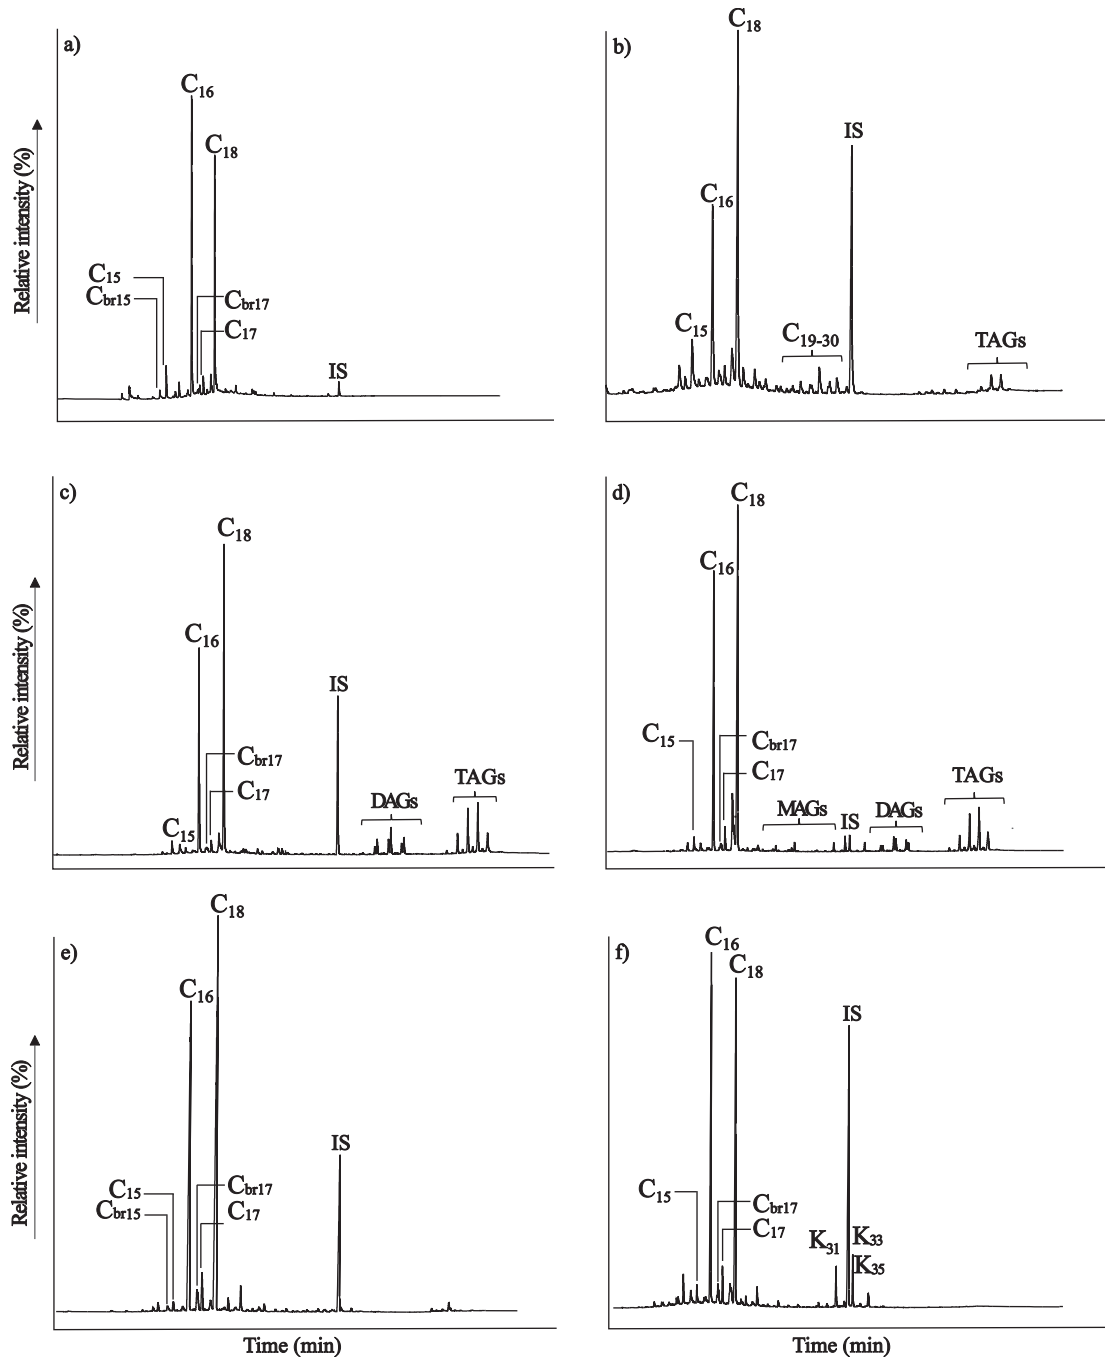 a)
C16
C18
C15
Cbr15
Cbr17
C17
IS
Relative intensity (%)
b)
C18
IS
C16
C15
C19-30
TAGs
c)
C18
C16
IS
Cbr17
C17
C15
DAGs
TAGs
Relative intensity (%)
d)
C18
C16
C15
Cbr17
C17
MAGs
IS
DAGs
TAGs
e)
C18
C16
IS
C15
Cbr15
Cbr17
C17
Relative intensity (%)
Time (min)
f)
C16
C18
IS
C15
Cbr17
C17
K31
K33
K35
Time (min)